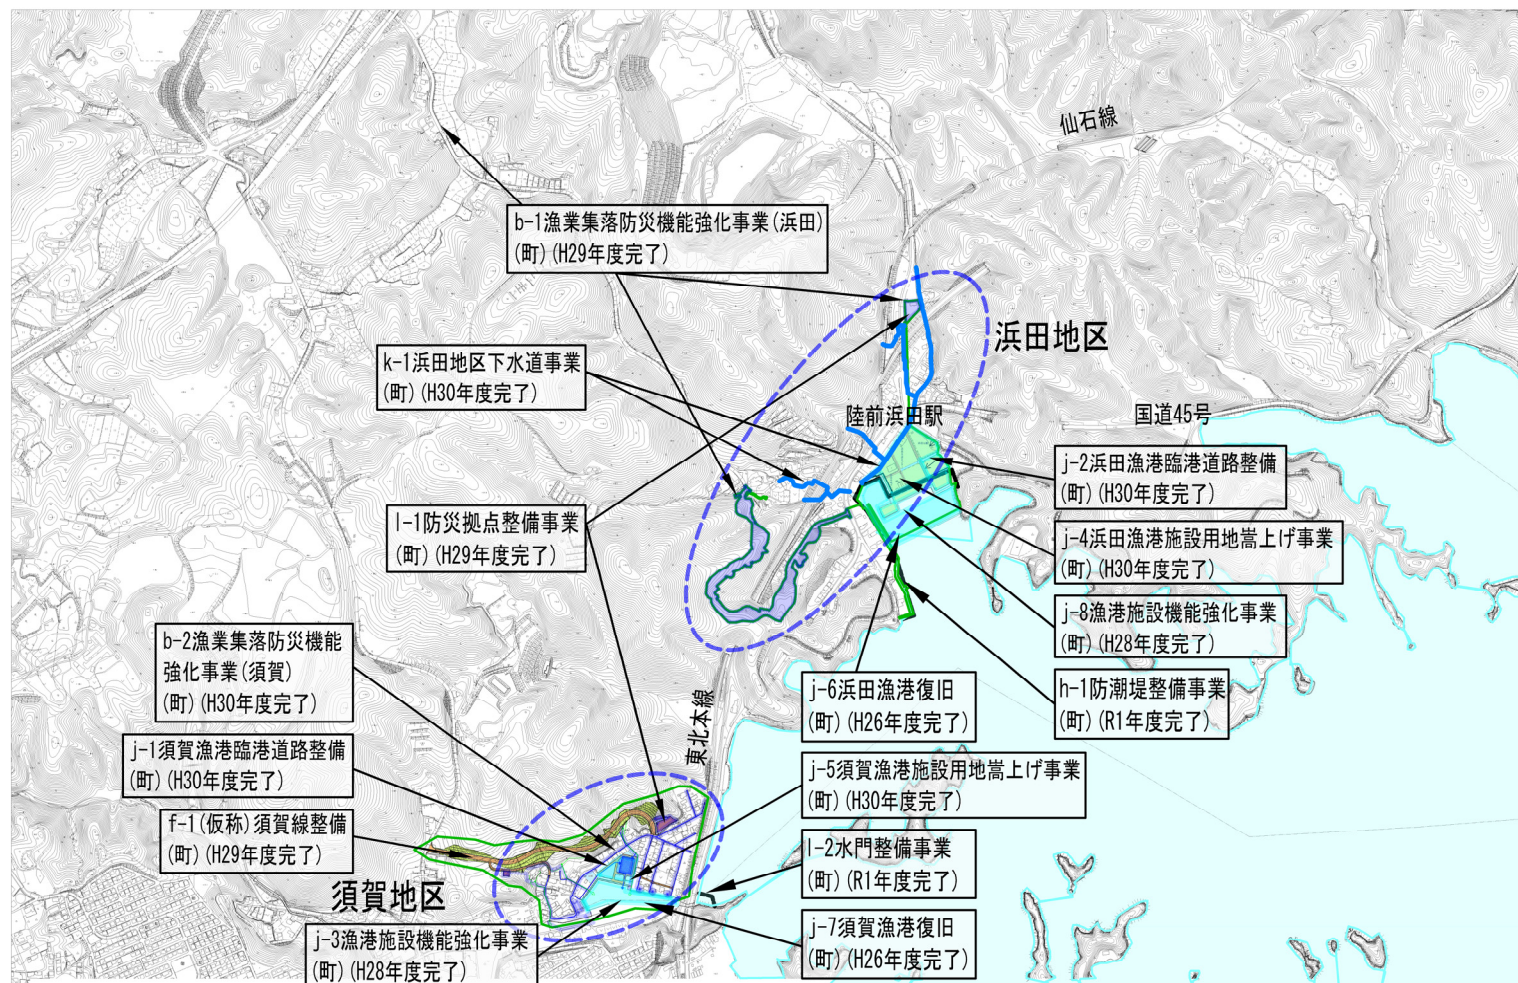 仙石線
b-1漁業集落防災機能強化事業(浜田)
(町)(H29年度完了)
浜田地区
k-1浜田地区下水道事業
(町)(H30年度完了)
陸前浜田駅
国道45号
j-2浜田漁港臨港道路整備
(町)(H30年度完了)
l-1防災拠点整備事業
(町)(H29年度完了)
j-4浜田漁港施設用地嵩上げ事業
(町)(H30年度完了)
j-8漁港施設機能強化事業
(町)(H28年度完了)
b-2漁業集落防災機能
強化事業(須賀)
(町)(H30年度完了)
j-6浜田漁港復旧
(町)(H26年度完了)
h-1防潮堤整備事業
(町)(R1年度完了)
東北本線
j-1須賀漁港臨港道路整備
(町)(H30年度完了)
j-5須賀漁港施設用地嵩上げ事業
(町)(H30年度完了)
f-1(仮称)須賀線整備
(町)(H29年度完了)
l-2水門整備事業
(町)(R1年度完了)
須賀地区
j-3漁港施設機能強化事業
(町)(H28年度完了)
j-7須賀漁港復旧
(町)(H26年度完了)